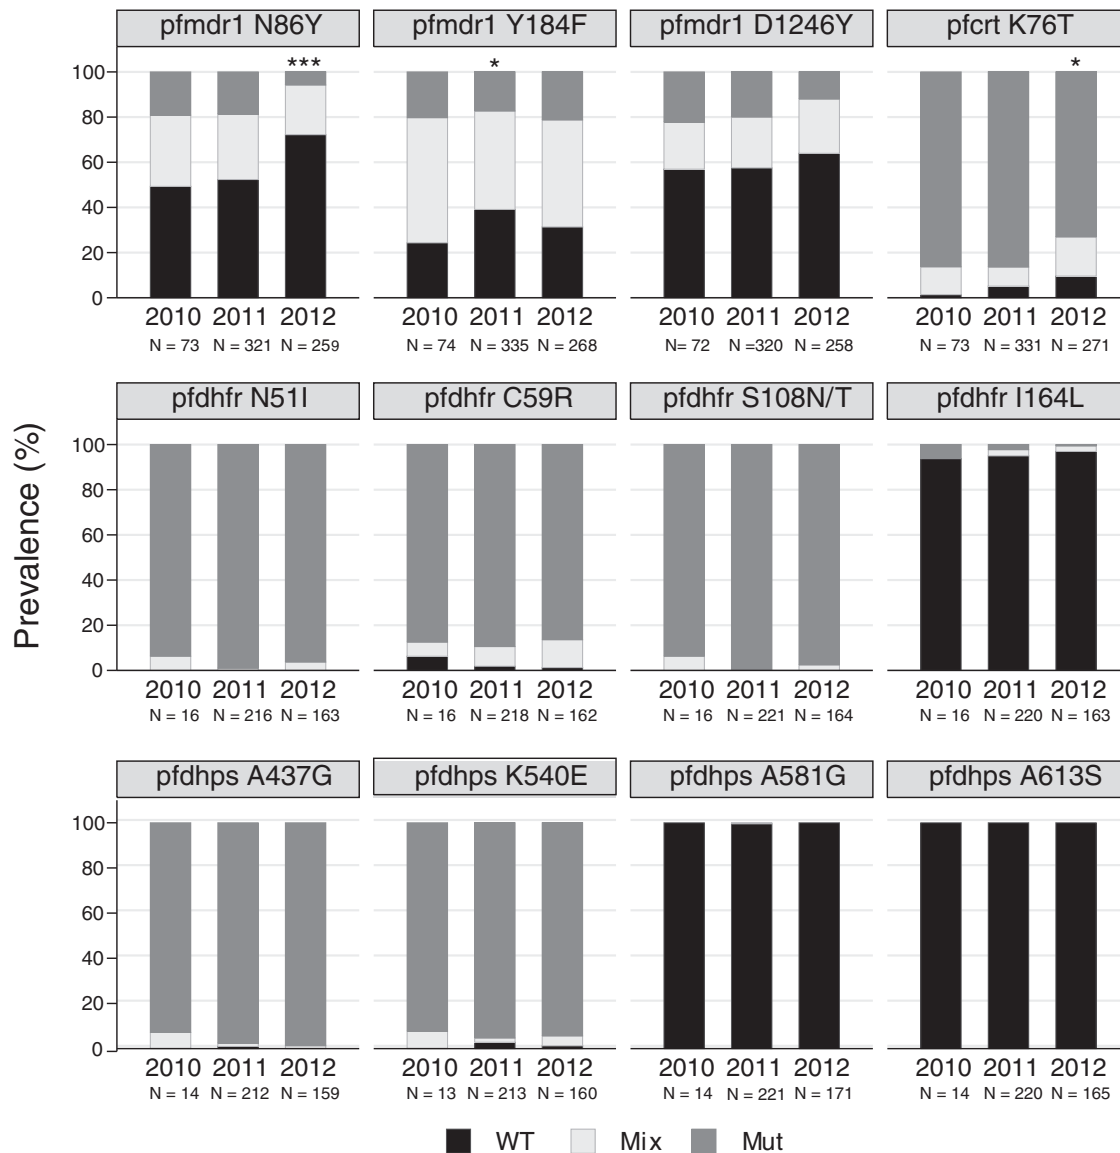 pfmdr1 N86Y pfmdr1 Y184F pfmdr1 D1246Y pfcrt K76T
*** * *
100
80
60
40
20
0
2010 2011 2012 2010 2011 2012 2010 2011 2012 2010 2011 2012
N = 73 N = 321 N = 259 N = 74 N = 335 N = 268 N= 72 N =320 N = 258 N = 73 N = 331 N = 271
pfdhfr N51I pfdhfr C59R pfdhfr S108N/T pfdhfr I164L
Prevalence (%)
100
80
60
40
20
0
2010 2011 2012 2010 2011 2012 2010 2011 2012 2010 2011 2012
N = 16 N = 216 N = 163 N = 16 N = 218 N = 162 N = 16 N = 221 N = 164 N = 16 N = 220 N = 163
pfdhps A437G pfdhps K540E pfdhps A581G pfdhps A613S
100
80
60
40
20
0
2010 2011 2012 2010 2011 2012 2010 2011 2012 2010 2011 2012
N = 14 N = 212 N = 159 N = 13 N = 213 N = 160 N = 14 N = 221 N = 171 N = 14 N = 220 N = 165
WT Mix Mut